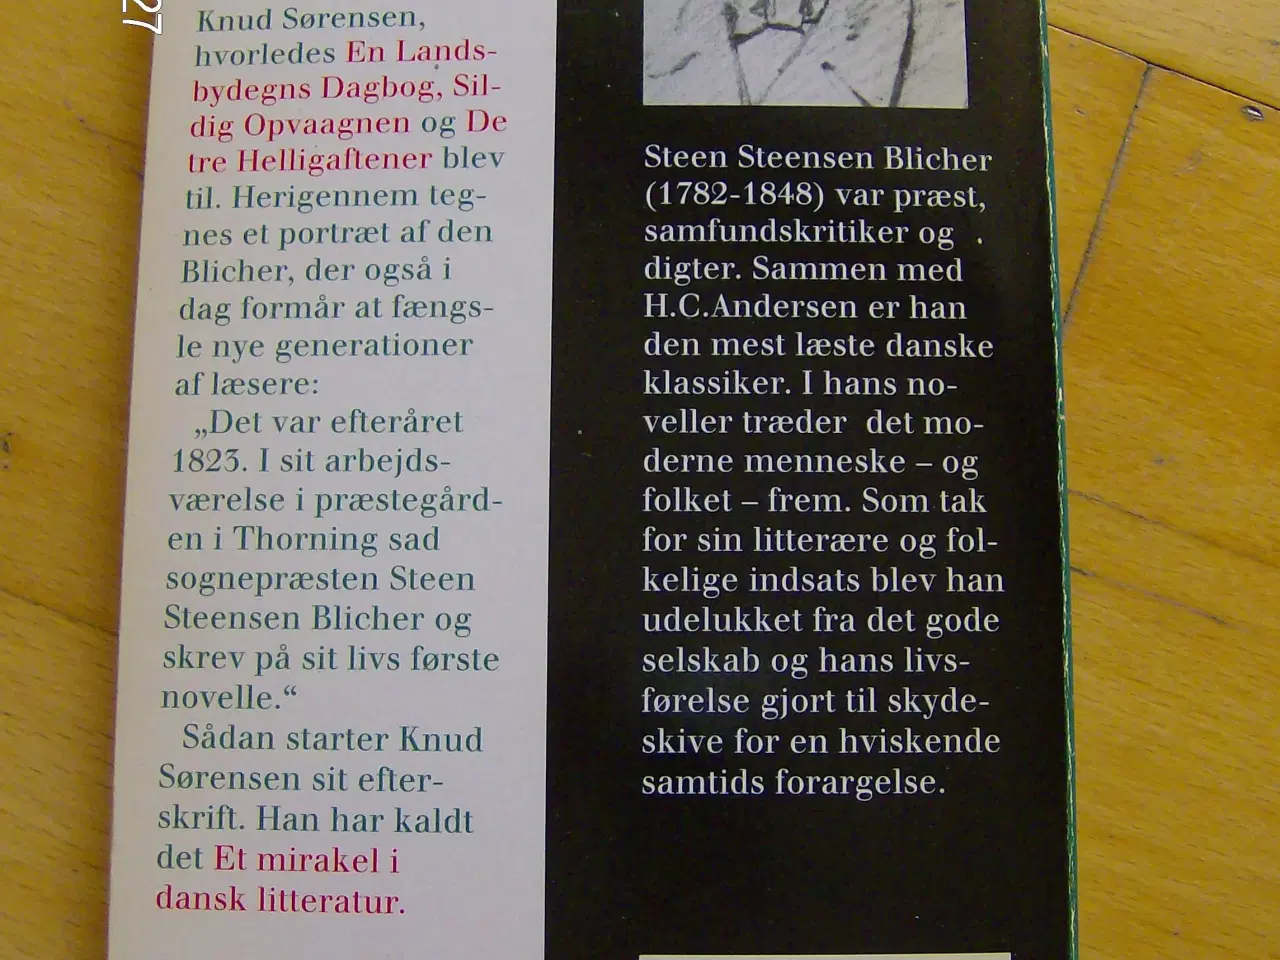 27
Knud Sørensen,
hvorledes En Lands-
bydegns Dagbog, Sil-
dig Opvaagnen og De
tre Helligaftener blev
til. Herigennem teg-
nes et portræt af den
Blicher, der også i
dag formår at fængs-
le nye generationer
af læsere:
„Det var efteråret
1823. I sit arbejds-
værelse i præstegård-
en i Thorning sad
sognepræsten Steen
Steensen Blicher og
skrev på sit livs første
novelle.“
Sådan starter Knud
Sørensen sit efter-
skrift. Han har kaldt
det Et mirakel i
dansk litteratur.
Steen Steensen Blicher
(1782-1848) var præst,
samfundskritiker og .
digter. Sammen med
H.C.Andersen er han
den mest læste danske
klassiker. I hans no-
veller træder det mo-
derne menneske – og
folket – frem. Som tak
for sin litterære og fol-
kelige indsats blev han
udelukket fra det gode
selskab og hans livs-
førelse gjort til skyde-
skive for en hviskende
samtids forargelse.